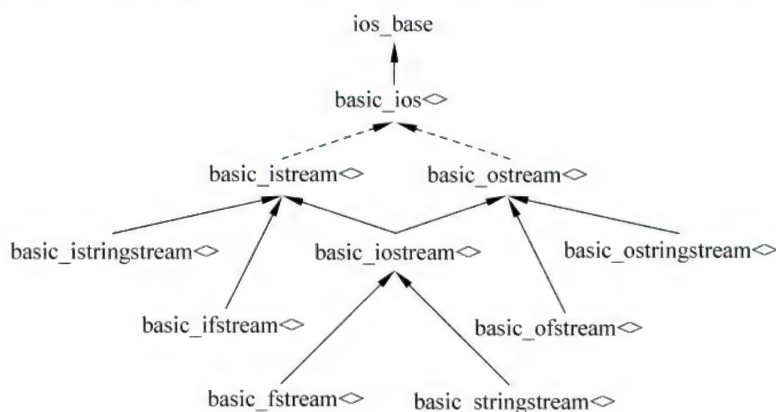 ios_base
basic_ios<>
basic_istream<> basic_ostream<>
basic_istringstream<> basic_iostream<> basic_ostringstream<>
basic_ifstream<> basic_ofstream<>
basic_fstream<> basic_stringstream<>